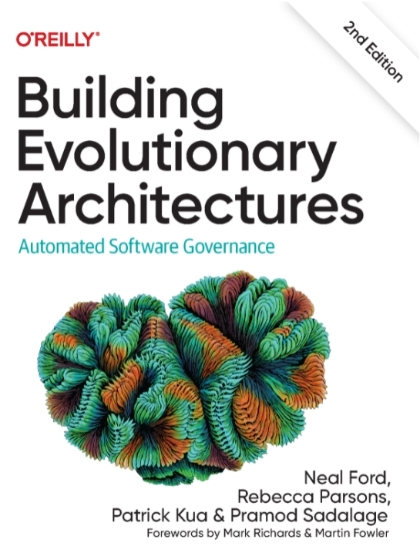 O'REILLY®
2nd Edition
Building
Evolutionary
Architectures
Automated Software Governance
Neal Ford,
Rebecca Parsons,
Patrick Kua & Pramod Sadalage
Forewords by Mark Richards & Martin Fowler